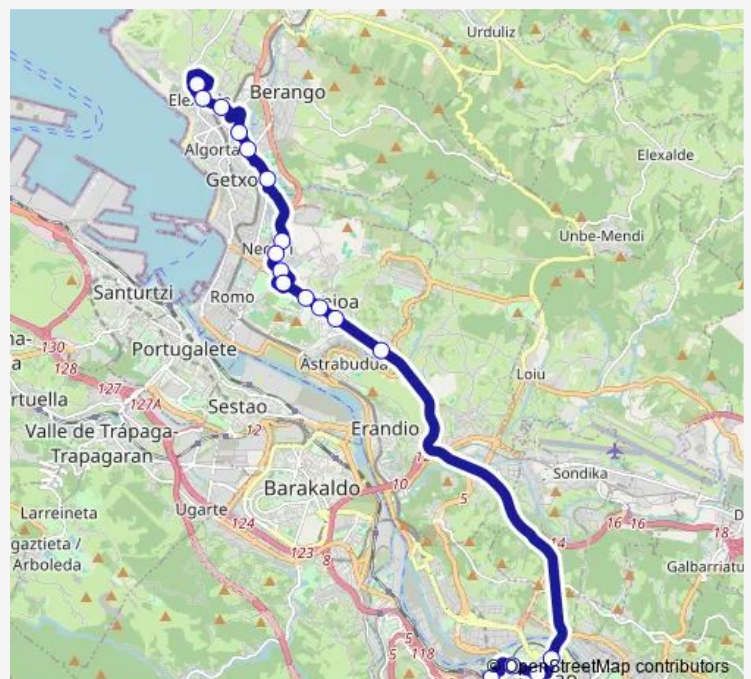 Urduliz
Berango
Elexalde
Algorta
Getxo
Unbe-Mendi
Santurtzi
Romo
130
Portugalete
128
Astrabudua
Loiu
127
127A
Sestao
Valle de Trápaga-
Trapagaran
12
Erandio
Sondika
10
Barakaldo
Larreineta
Ugarte
124
5
16 16
18
14
123
8
Galbarriatu
Arboleda
5
5
118
© OpenStreetMap contributors